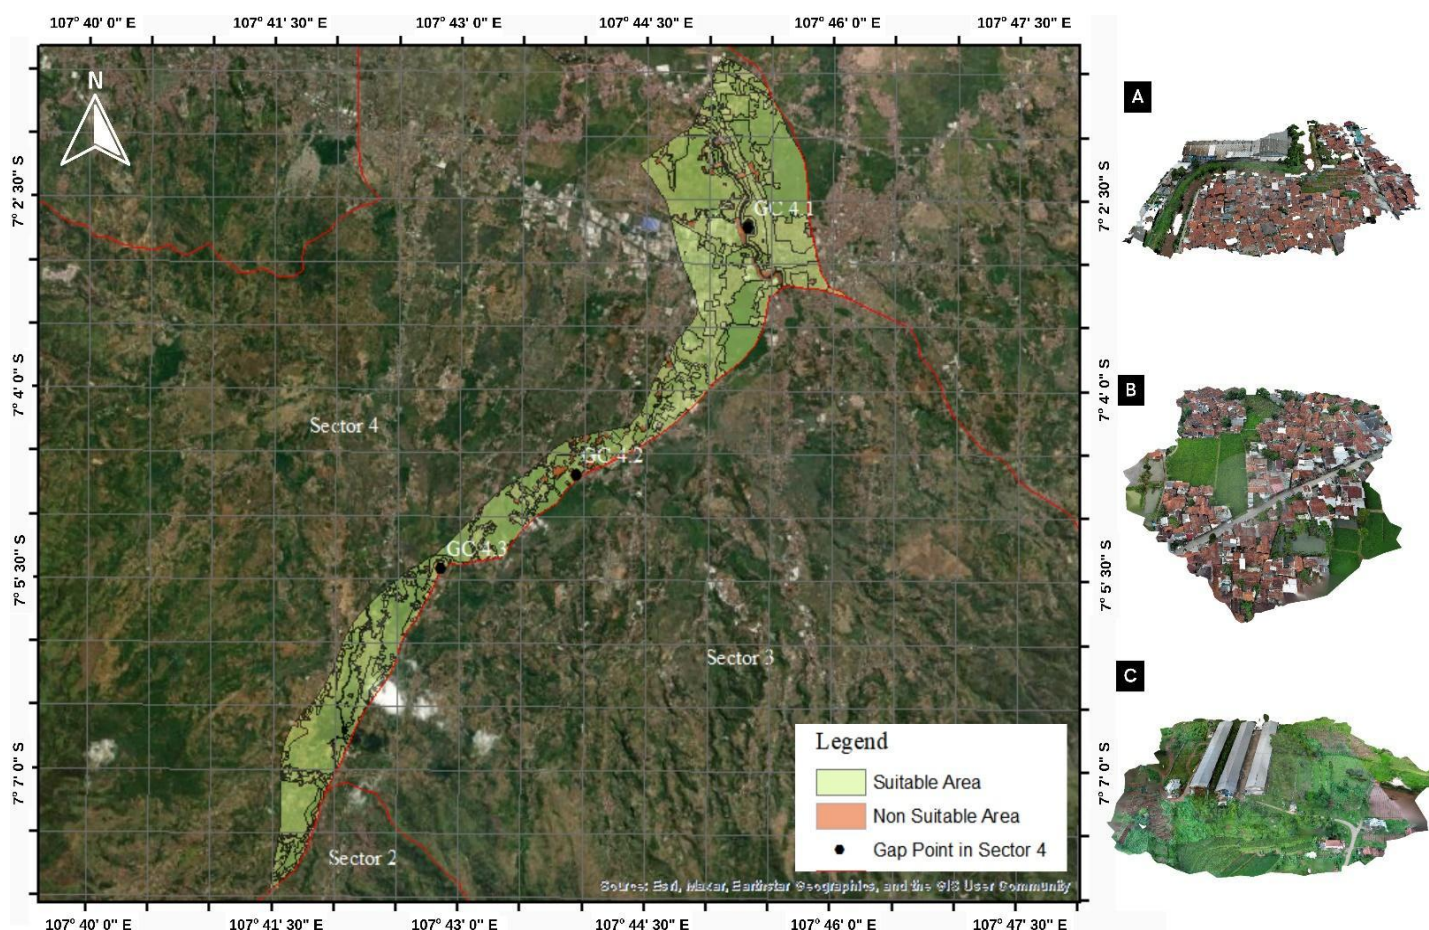 107° 40' 0" E 107° 41' 30" E 107° 43' 0" E 107° 44' 30" E 107° 46' 0" E 107° 47' 30" E
N
A
7° 2' 30" S
7° 2' 30" S
GC 4.1
7° 4' 0" S
7° 4' 0" S
B
Sector 4
GC 4.2
GC 4.3
7° 5' 30" S
7° 5' 30" S
Sector 3
C
7° 7' 0" S
7° 7' 0" S
Legend
Suitable Area
Non Suitable Area
Gap Point in Sector 4
Sector 2
Source: Esri, Maxar, Earthstar Geographics, and the GIS User Community
107° 40' 0" E 107° 41' 30" E 107° 43' 0" E 107° 44' 30" E 107° 46' 0" E 107° 47' 30" E